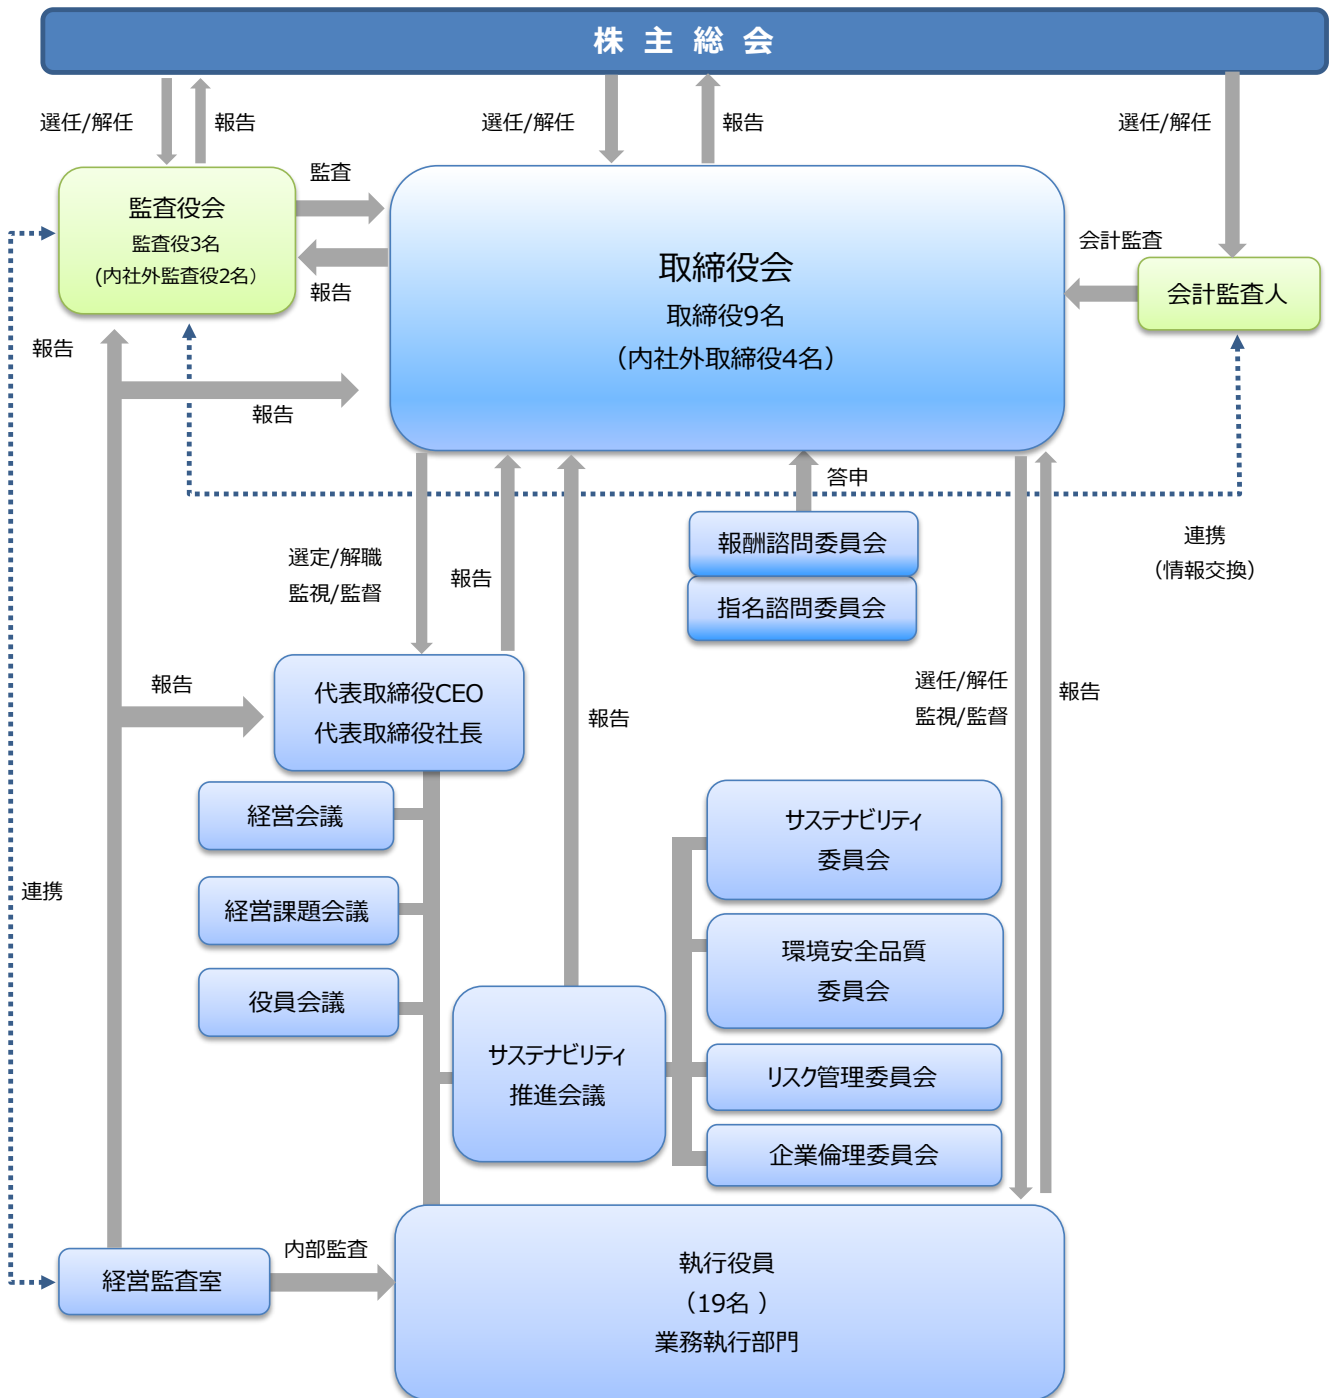 株主総会
選任/解任
報告
選任/解任
報告
選任/解任
監査役会
監査役3名
(内社外監査役2名）
監査
報告
取締役会
取締役9名
（内社外取締役4名）
会計監査
会計監査人
報告
報告
答申
報酬諮問委員会
指名諮問委員会
連携
（情報交換）
選定/解職
監視/監督
報告
報告
代表取締役CEO
代表取締役社長
報告
選任/解任
監視/監督
報告
経営会議
経営課題会議
役員会議
連携
サステナビリティ
推進会議
サステナビリティ
委員会
環境安全品質
委員会
リスク管理委員会
企業倫理委員会
経営監査室
内部監査
執行役員
（19名 ）
業務執行部門